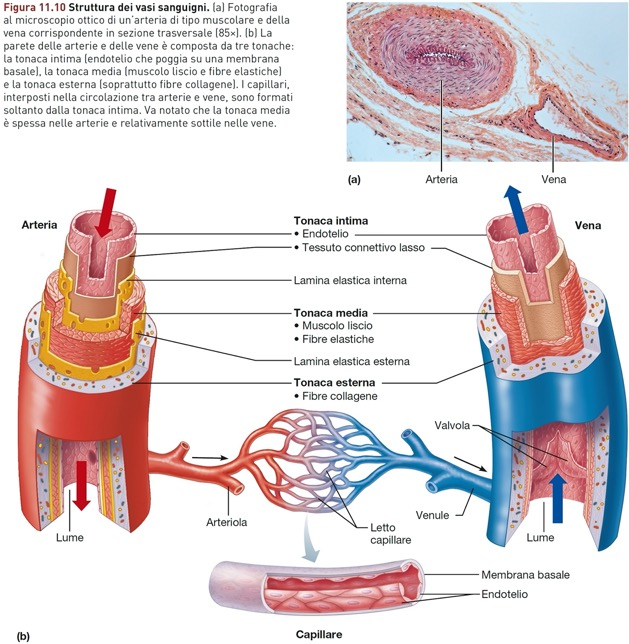 Figura 11.10 Struttura dei vasi sanguigni. (a) Fotografia
al microscopio ottico di un'arteria di tipo muscolare e della
vena corrispondente in sezione trasversale (85×). (b) La
parete delle arterie e delle vene è composta da tre tonache:
la tonaca intima (endotelio che poggia su una membrana
basale), la tonaca media (muscolo liscio e fibre elastiche)
e la tonaca esterna (soprattutto fibre collagene). I capillari,
interposti nella circolazione tra arterie e vene, sono formati
soltanto dalla tonaca intima. Va notato che la tonaca media
è spessa nelle arterie e relativamente sottile nelle vene.
(a)
Arteria
Vena
Arteria
Tonaca intima
• Endotelio
• Tessuto connettivo lasso
Vena
Lamina elastica interna
Tonaca media
• Muscolo liscio
• Fibre elastiche
Lamina elastica esterna
Tonaca esterna
• Fibre collagene
Valvola
Arteriola
Letto
capillare
Venule
Lume
Lume
Membrana basale
Endotelio
(b)
Capillare